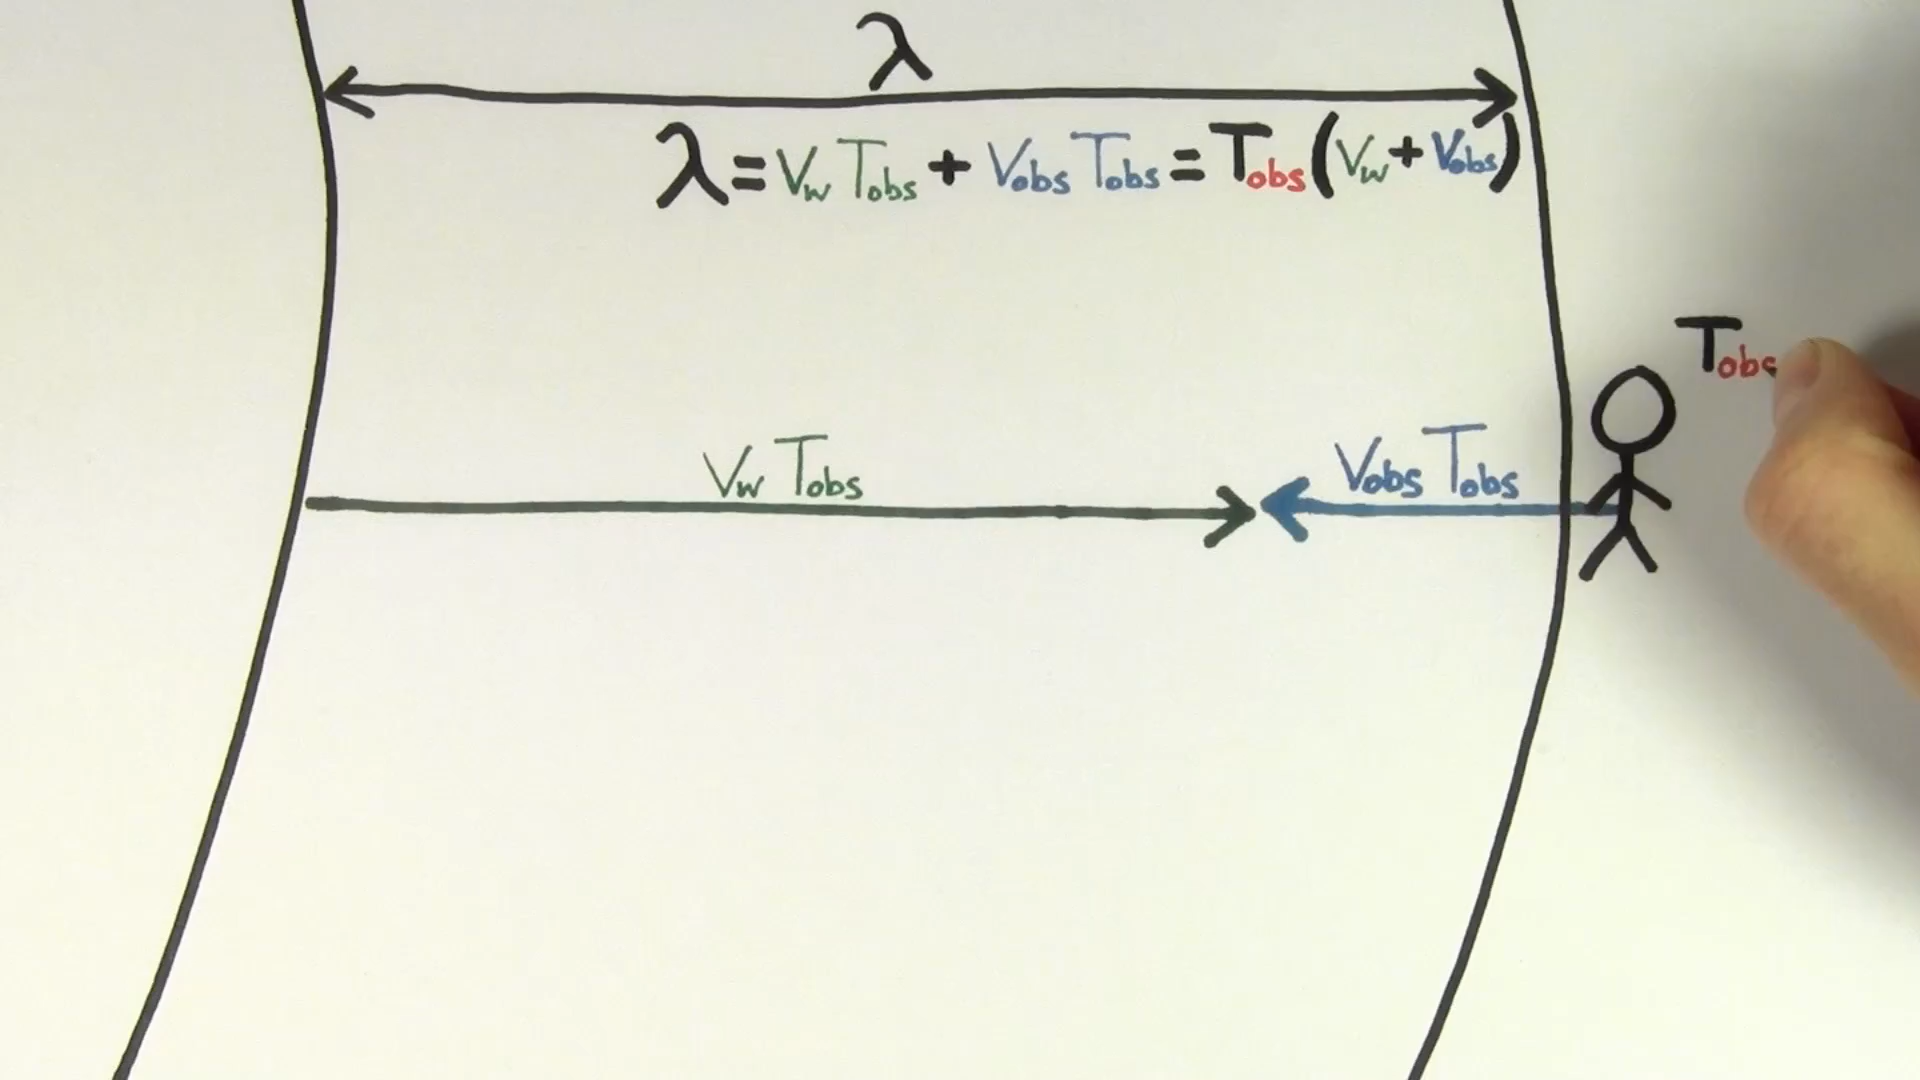 λ
λ = Vw Tobs + Vobs Tobs = Tobs (Vw + Vobs)
Tobs
Vw Tobs
Vobs Tobs